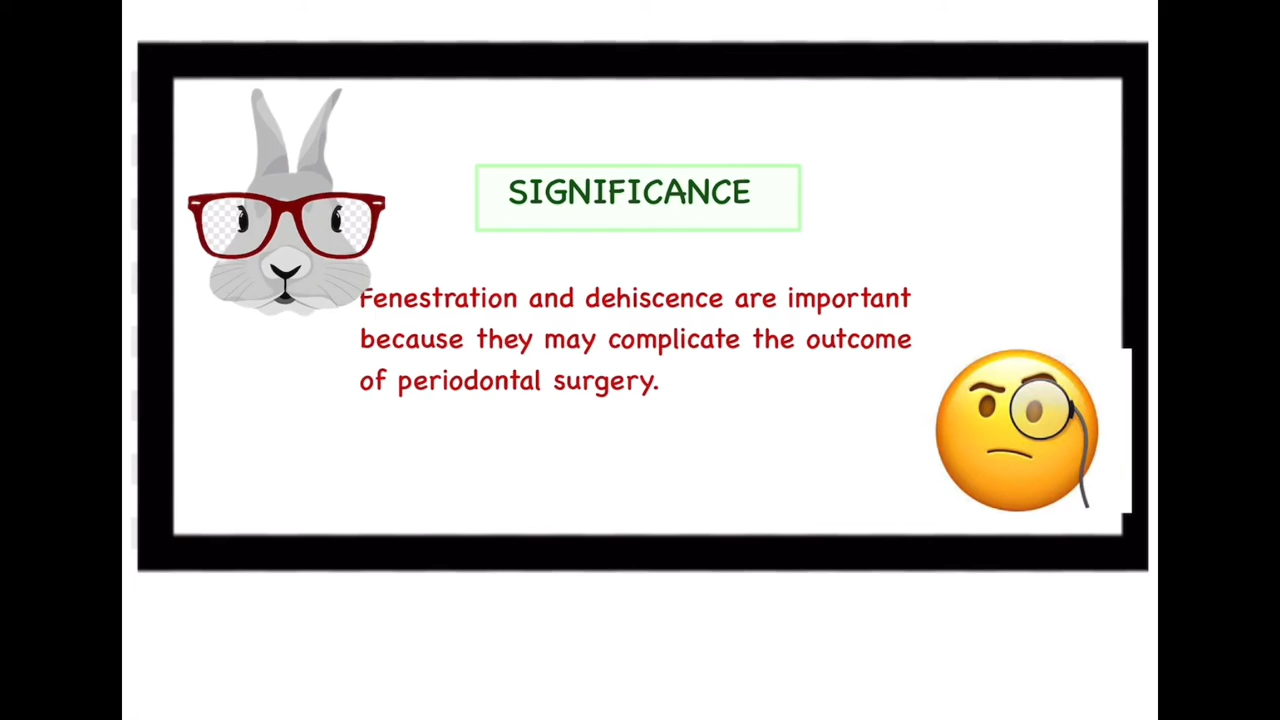 SIGNIFICANCE
Fenestration and dehiscence are important
because they may complicate the outcome
of periodontal surgery.